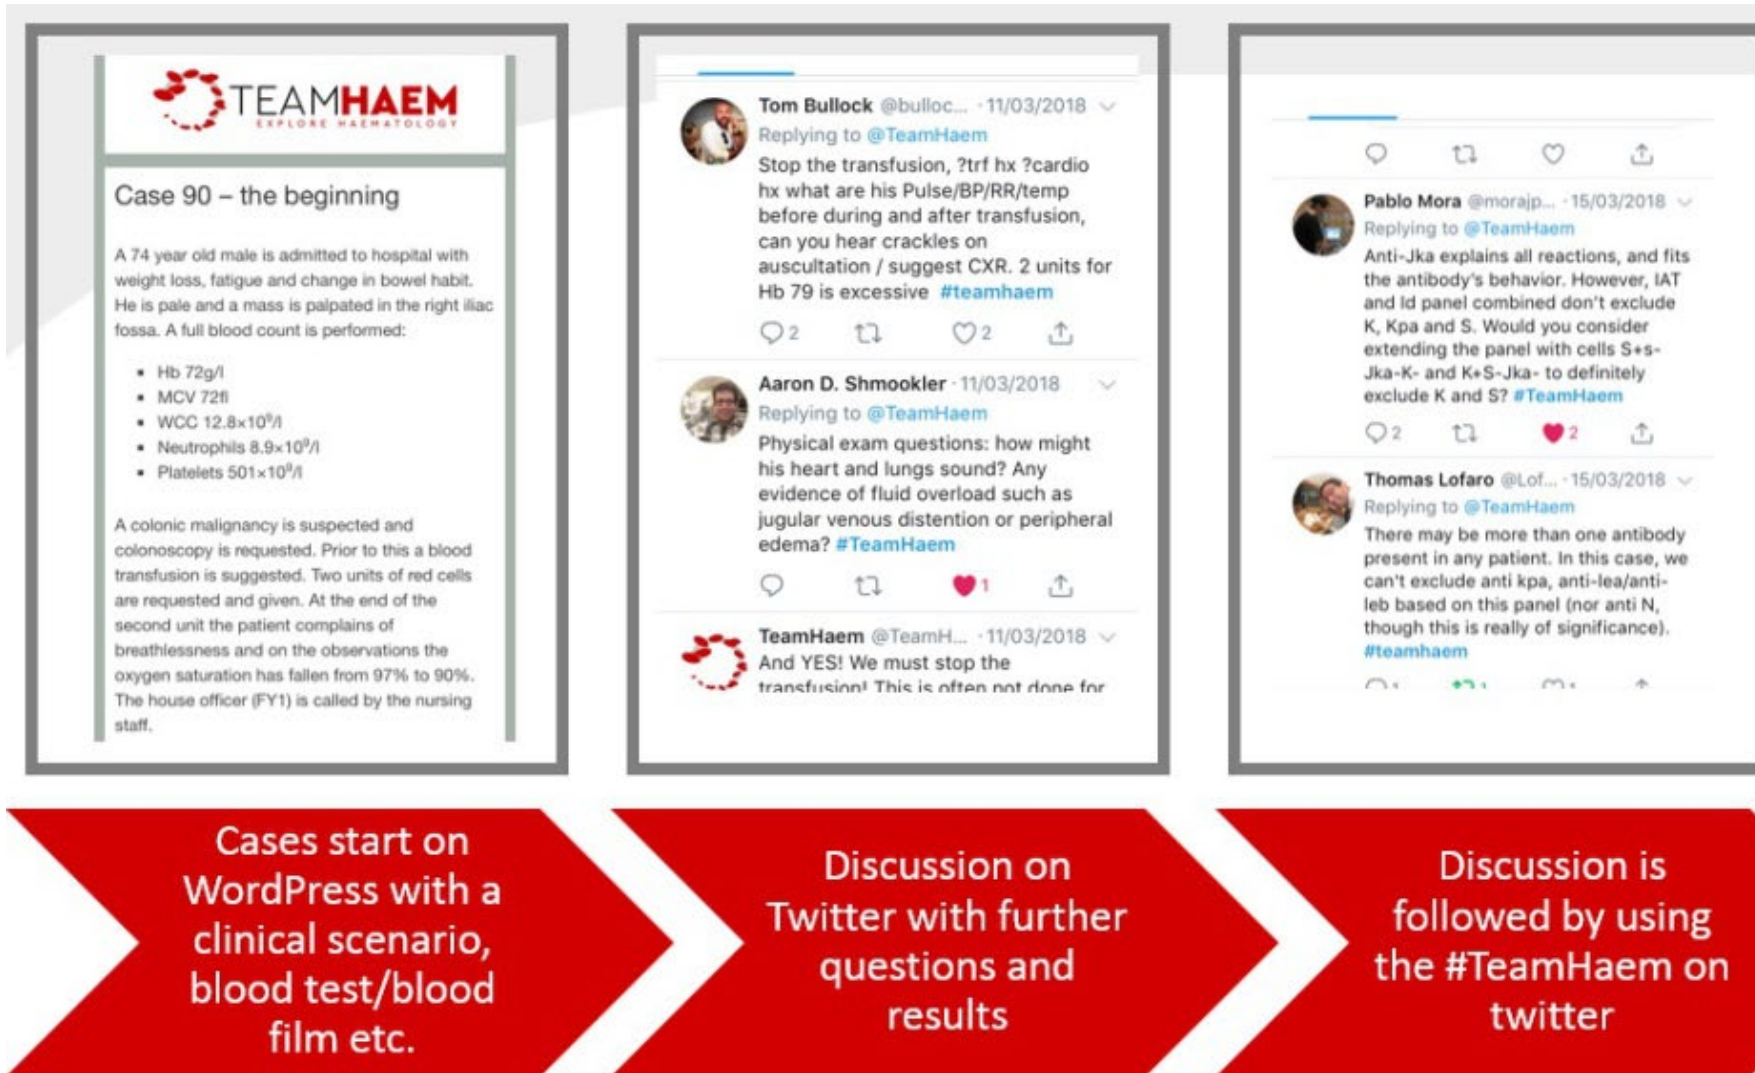 TEAMHAEM
EXPLORE HAEMATOLOGY
Case 90 – the beginning
A 74 year old male is admitted to hospital with
weight loss, fatigue and change in bowel habit.
He is pale and a mass is palpated in the right iliac
fossa. A full blood count is performed:
▪ Hb 72g/l
▪ MCV 72fl
▪ WCC 12.8×10⁹/l
▪ Neutrophils 8.9×10⁹/l
▪ Platelets 501×10⁹/l
A colonic malignancy is suspected and
colonoscopy is requested. Prior to this a blood
transfusion is suggested. Two units of red cells
are requested and given. At the end of the
second unit the patient complains of
breathlessness and on the observations the
oxygen saturation has fallen from 97% to 90%.
The house officer (FY1) is called by the nursing
staff.
Tom Bullock @bulloc... · 11/03/2018
Replying to @TeamHaem
Stop the transfusion, ?trf hx ?cardio
hx what are his Pulse/BP/RR/temp
before during and after transfusion,
can you hear crackles on
auscultation / suggest CXR. 2 units for
Hb 79 is excessive #teamhaem
2 2
Aaron D. Shmookler · 11/03/2018
Replying to @TeamHaem
Physical exam questions: how might
his heart and lungs sound? Any
evidence of fluid overload such as
jugular venous distention or peripheral
edema? #TeamHaem
1
TeamHaem @TeamH... · 11/03/2018
And YES! We must stop the
transfusion! This is often not done for
Pablo Mora @morajp... · 15/03/2018
Replying to @TeamHaem
Anti-Jka explains all reactions, and fits
the antibody's behavior. However, IAT
and Id panel combined don't exclude
K, Kpa and S. Would you consider
extending the panel with cells S+s-
Jka-K- and K+S-Jka- to definitely
exclude K and S? #TeamHaem
2 2
Thomas Lofaro @Lof... · 15/03/2018
Replying to @TeamHaem
There may be more than one antibody
present in any patient. In this case, we
can't exclude anti kpa, anti-lea/anti-
leb based on this panel (nor anti N,
though this is really of significance).
#teamhaem
1 1 1
Cases start on
WordPress with a
clinical scenario,
blood test/blood
film etc.
Discussion on
Twitter with further
questions and
results
Discussion is
followed by using
the #TeamHaem on
twitter